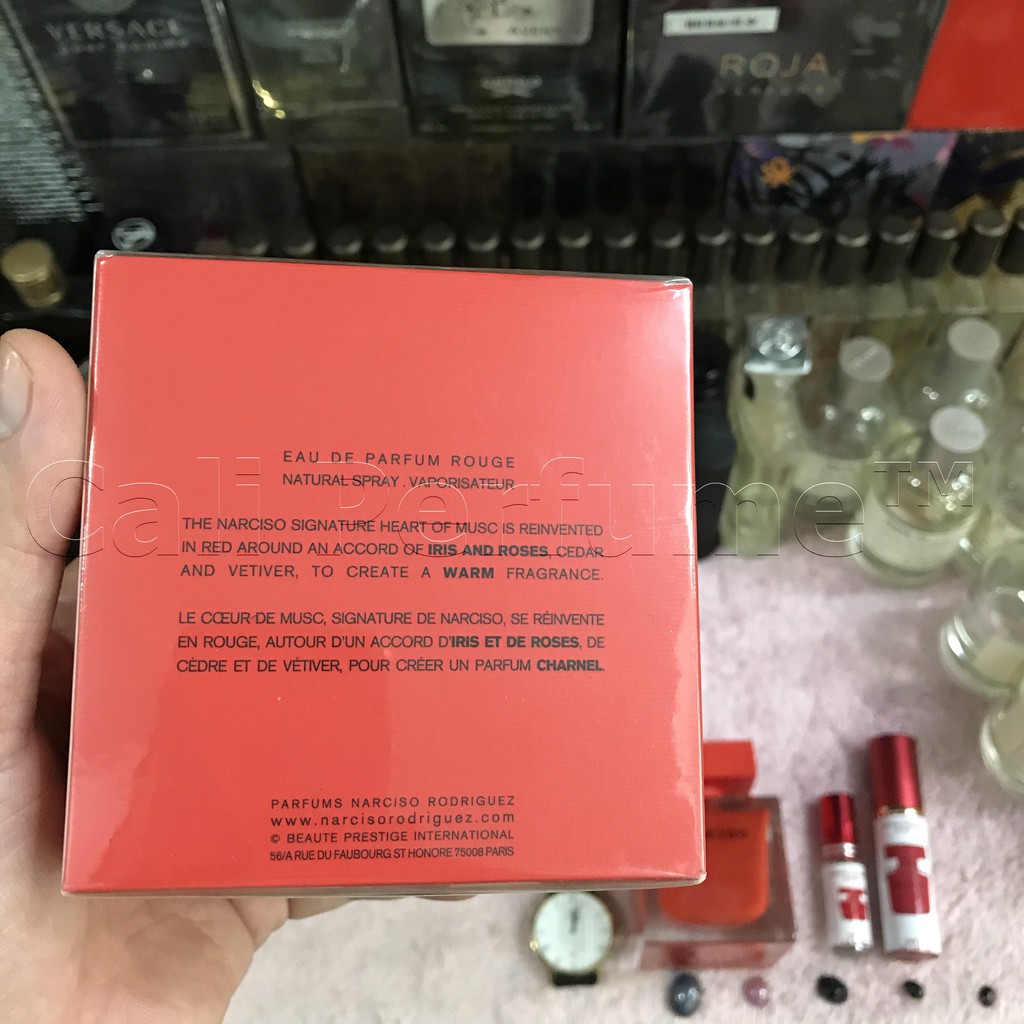 VERSACE
ROJA
PARFUMS
EAU DE PARFUM ROUGE
NATURAL SPRAY . VAPORISATEUR
Cali Perfume™
THE NARCISO SIGNATURE HEART OF MUSC IS REINVENTED
IN RED AROUND AN ACCORD OF IRIS AND ROSES, CEDAR
AND VETIVER, TO CREATE A WARM FRAGRANCE.
LE CŒUR DE MUSC, SIGNATURE DE NARCISO, SE RÉINVENTE
EN ROUGE, AUTOUR D'UN ACCORD D'IRIS ET DE ROSES, DE
CÈDRE ET DE VÉTIVER, POUR CRÉER UN PARFUM CHARNEL.
PARFUMS NARCISO RODRIGUEZ
www.narcisorodriguez.com
© BEAUTE PRESTIGE INTERNATIONAL
56/A RUE DU FAUBOURG ST HONORE 75008 PARIS